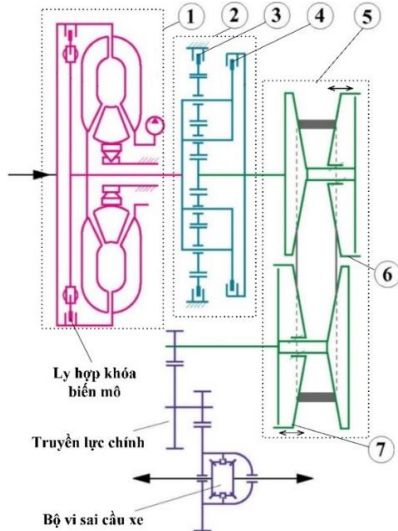 1
2
3
4
5
6
Ly hợp khóa
biến mô
Truyền lực chính
7
Bộ vi sai cầu xe